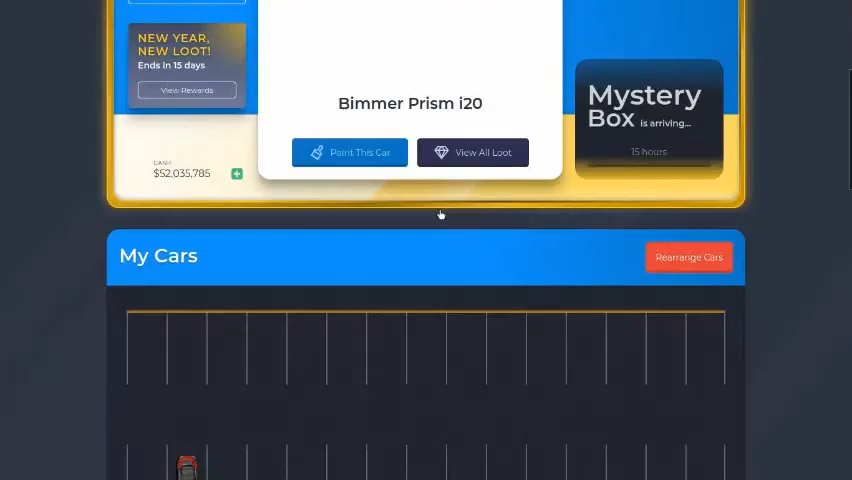 NEW YEAR,
NEW LOOT!
Ends in 15 days
View Rewards
CASH
$52,035,785
Bimmer Prism i20
Paint This Car
View All Loot
Mystery
Box is arriving...
15 hours
My Cars
Rearrange Cars